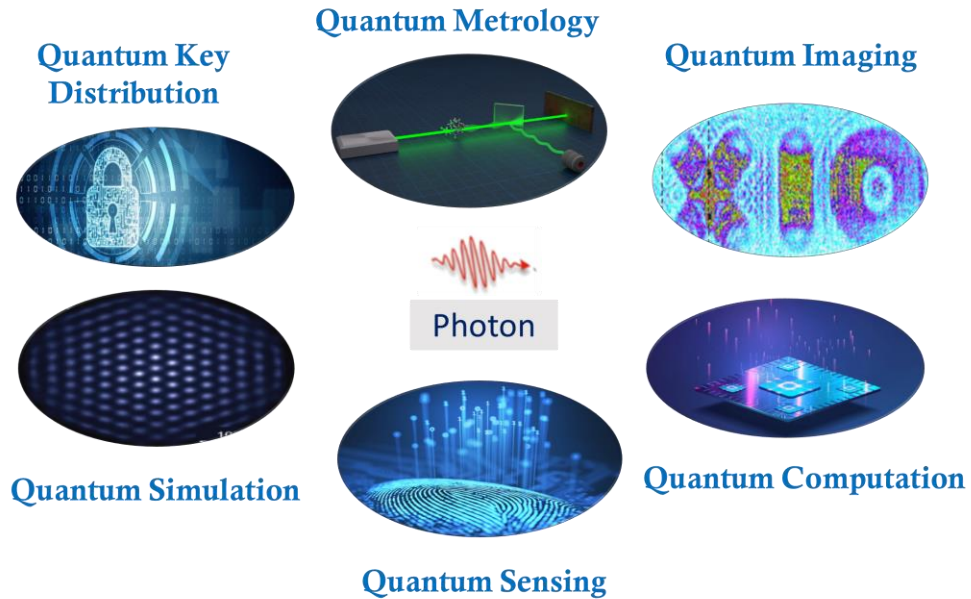 Quantum Metrology
Quantum Key
Distribution
Quantum Imaging
Photon
Quantum Simulation
Quantum Computation
Quantum Sensing